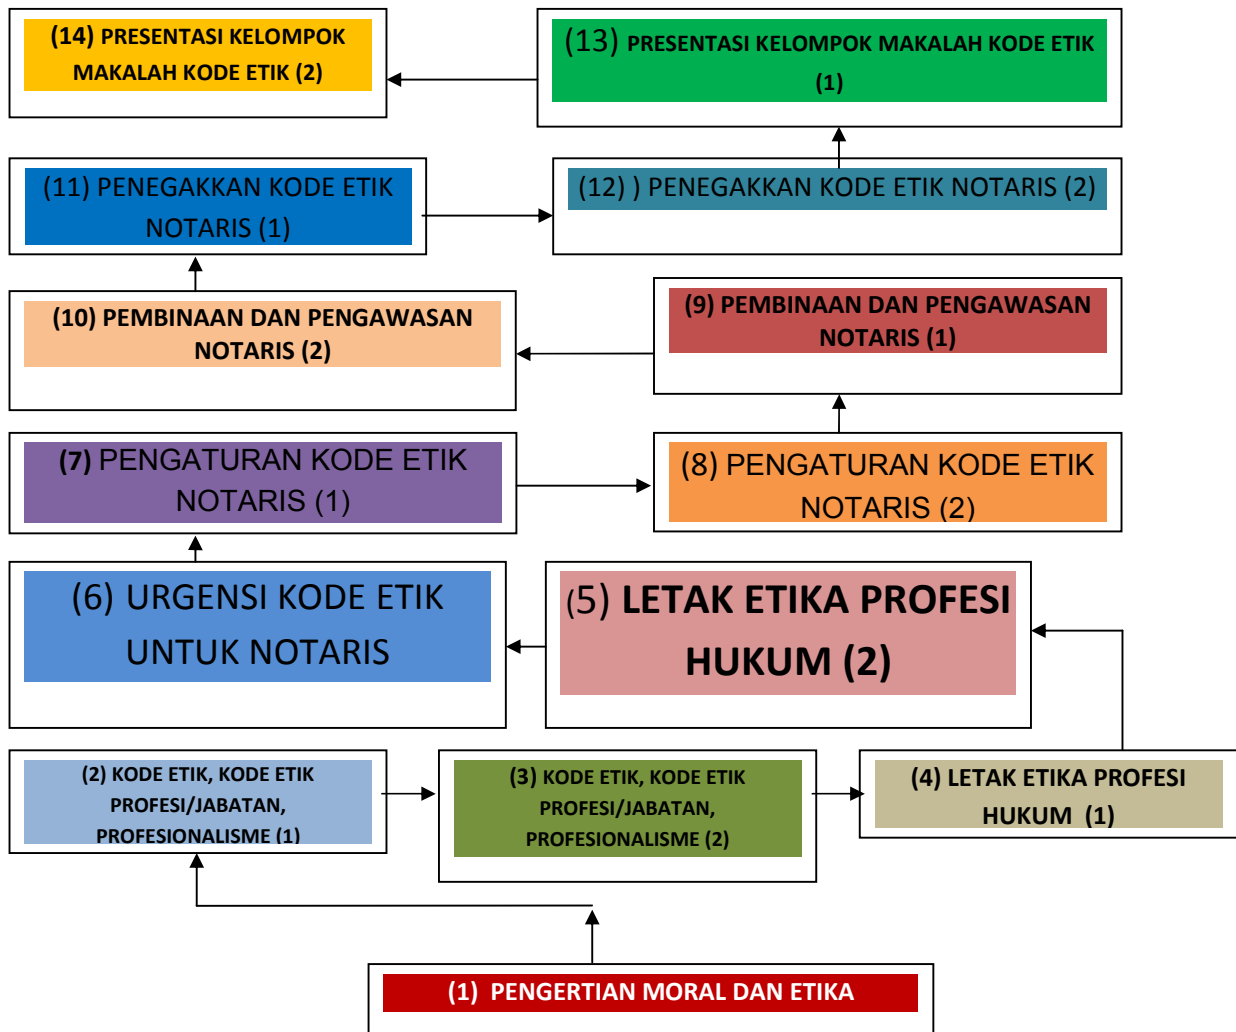 (14) PRESENTASI KELOMPOK
MAKALAH KODE ETIK (2)
(13) PRESENTASI KELOMPOK MAKALAH KODE ETIK
(1)
(11) PENEGAKKAN KODE ETIK
NOTARIS (1)
(12) ) PENEGAKKAN KODE ETIK NOTARIS (2)
(10) PEMBINAAN DAN PENGAWASAN
NOTARIS (2)
(9) PEMBINAAN DAN PENGAWASAN
NOTARIS (1)
(7) PENGATURAN KODE ETIK
NOTARIS (1)
(8) PENGATURAN KODE ETIK
NOTARIS (2)
(6) URGENSI KODE ETIK
UNTUK NOTARIS
(5) LETAK ETIKA PROFESI
HUKUM (2)
(2) KODE ETIK, KODE ETIK
PROFESI/JABATAN,
PROFESIONALISME (1)
(3) KODE ETIK, KODE ETIK
PROFESI/JABATAN,
PROFESIONALISME (2)
(4) LETAK ETIKA PROFESI
HUKUM (1)
(1) PENGERTIAN MORAL DAN ETIKA